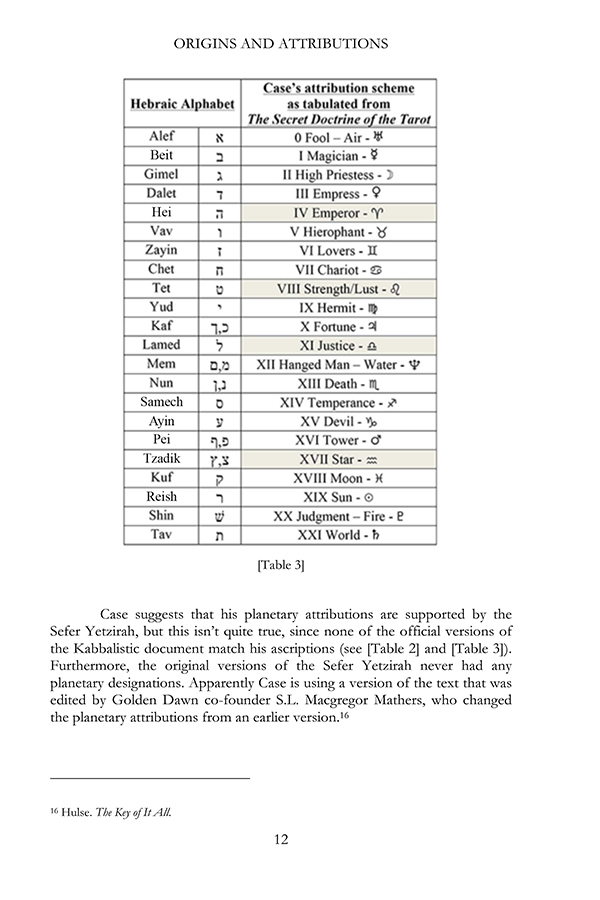 ORIGINS AND ATTRIBUTIONS
Hebraic Alphabet
Case's attribution scheme
as tabulated from
The Secret Doctrine of the Tarot
Alef א 0 Fool – Air - ♅
Beit ב I Magician - ☿
Gimel ג II High Priestess - ☽
Dalet ד III Empress - ♀
Hei ה IV Emperor - ♈
Vav ו V Hierophant - ♉
Zayin ז VI Lovers - ♊
Chet ח VII Chariot - ♋
Tet ט VIII Strength/Lust - ♌
Yud י IX Hermit - ♍
Kaf כ,ך X Fortune - ♃
Lamed ל XI Justice - ♎
Mem מ,ם XII Hanged Man – Water - ♆
Nun נ,ן XIII Death - ♏
Samech ס XIV Temperance - ♐
Ayin ע XV Devil - ♑
Pei פ,ף XVI Tower - ♂
Tzadik צ,ץ XVII Star - ♒
Kuf ק XVIII Moon - ♓
Reish ר XIX Sun - ☉
Shin שׁ XX Judgment – Fire - ♇
Tav ת XXI World - ♄
[Table 3]
Case suggests that his planetary attributions are supported by the
Sefer Yetzirah, but this isn't quite true, since none of the official versions of
the Kabbalistic document match his ascriptions (see [Table 2] and [Table 3]).
Furthermore, the original versions of the Sefer Yetzirah never had any
planetary designations. Apparently Case is using a version of the text that was
edited by Golden Dawn co-founder S.L. Macgregor Mathers, who changed
the planetary attributions from an earlier version.16
16 Hulse. The Key of It All.
12